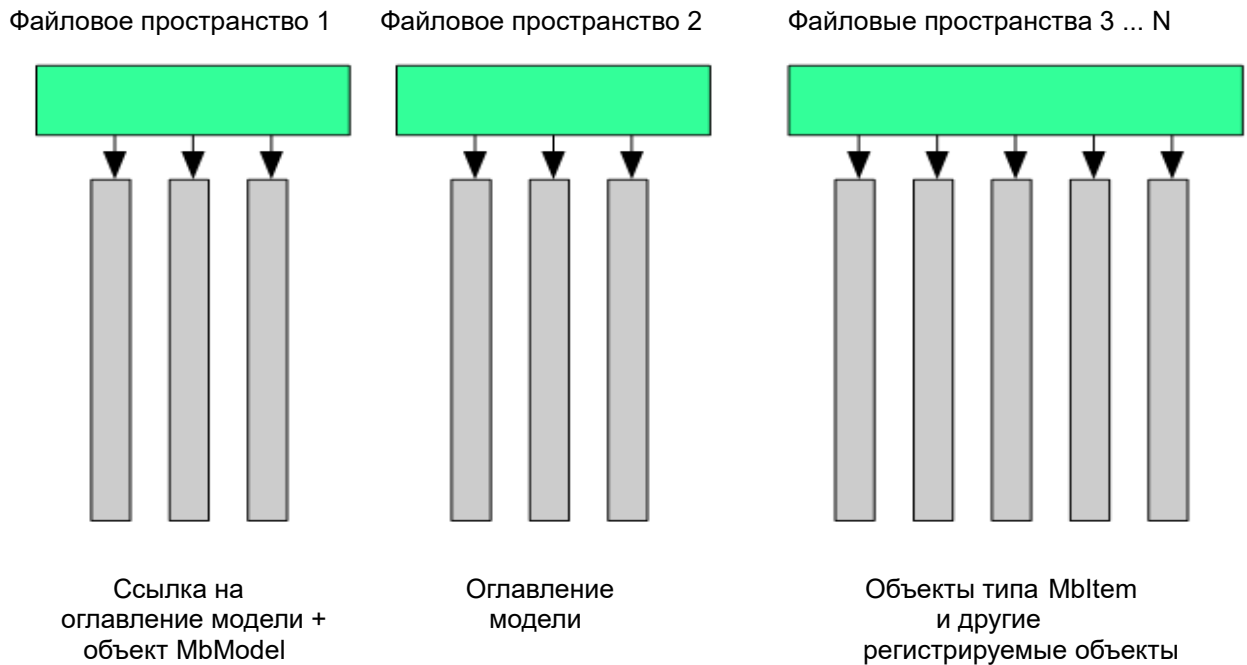 Файловое пространство 1
Файловое пространство 2
Файловые пространства 3 ... N
Ссылка на
оглавление модели +
объект MbModel
Оглавление
модели
Объекты типа MbItem
и другие
регистрируемые объекты